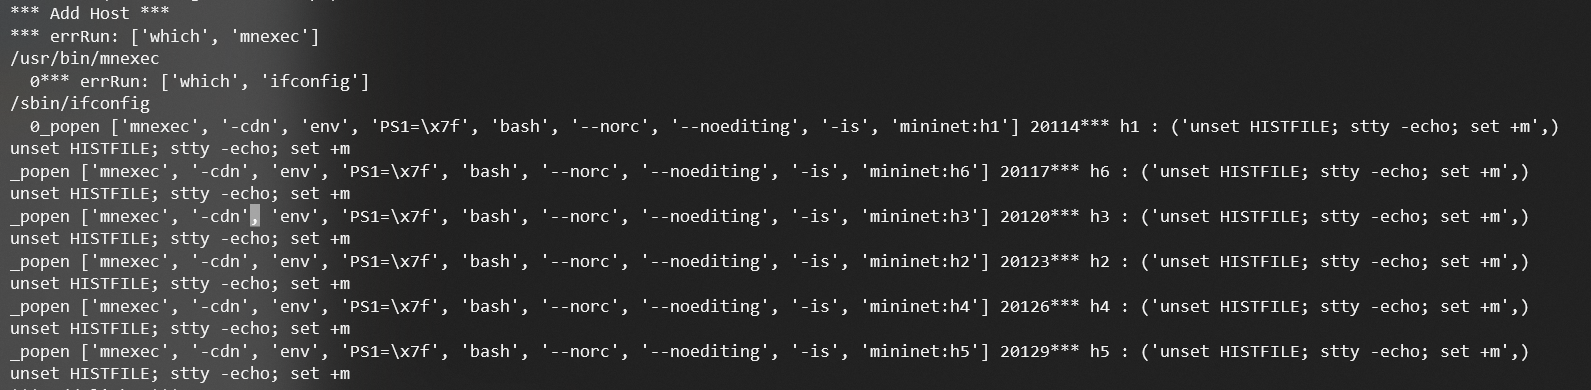 *** Add Host ***
*** errRun: ['which', 'mnexec']
/usr/bin/mnexec
  0*** errRun: ['which', 'ifconfig']
/sbin/ifconfig
  0_popen ['mnexec', '-cdn', 'env', 'PS1=\x7f', 'bash', '--norc', '--noediting', '-is', 'mininet:h1'] 20114*** h1 : ('unset HISTFILE; stty -echo; set +m',)
unset HISTFILE; stty -echo; set +m
_popen ['mnexec', '-cdn', 'env', 'PS1=\x7f', 'bash', '--norc', '--noediting', '-is', 'mininet:h6'] 20117*** h6 : ('unset HISTFILE; stty -echo; set +m',)
unset HISTFILE; stty -echo; set +m
_popen ['mnexec', '-cdn', 'env', 'PS1=\x7f', 'bash', '--norc', '--noediting', '-is', 'mininet:h3'] 20120*** h3 : ('unset HISTFILE; stty -echo; set +m',)
unset HISTFILE; stty -echo; set +m
_popen ['mnexec', '-cdn', 'env', 'PS1=\x7f', 'bash', '--norc', '--noediting', '-is', 'mininet:h2'] 20123*** h2 : ('unset HISTFILE; stty -echo; set +m',)
unset HISTFILE; stty -echo; set +m
_popen ['mnexec', '-cdn', 'env', 'PS1=\x7f', 'bash', '--norc', '--noediting', '-is', 'mininet:h4'] 20126*** h4 : ('unset HISTFILE; stty -echo; set +m',)
unset HISTFILE; stty -echo; set +m
_popen ['mnexec', '-cdn', 'env', 'PS1=\x7f', 'bash', '--norc', '--noediting', '-is', 'mininet:h5'] 20129*** h5 : ('unset HISTFILE; stty -echo; set +m',)
unset HISTFILE; stty -echo; set +m